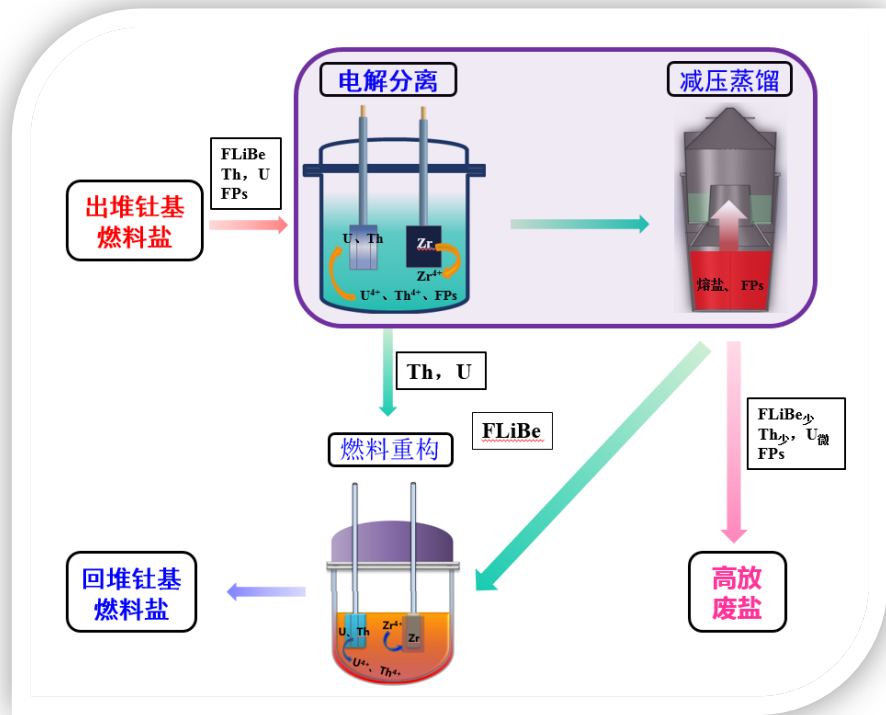 电解分离
减压蒸馏
FLiBe
Th，U
FPs
出堆钍基
燃料盐
U、Th
Zr
Zr⁴⁺
U⁴⁺、Th⁴⁺、FPs
熔盐、FPs
Th，U
FLiBe
FLiBe少
Th少，U微
FPs
燃料重构
回堆钍基
燃料盐
U、Th
Zr⁴⁺
Zr
U⁴⁺、Th⁴⁺
高放
废盐